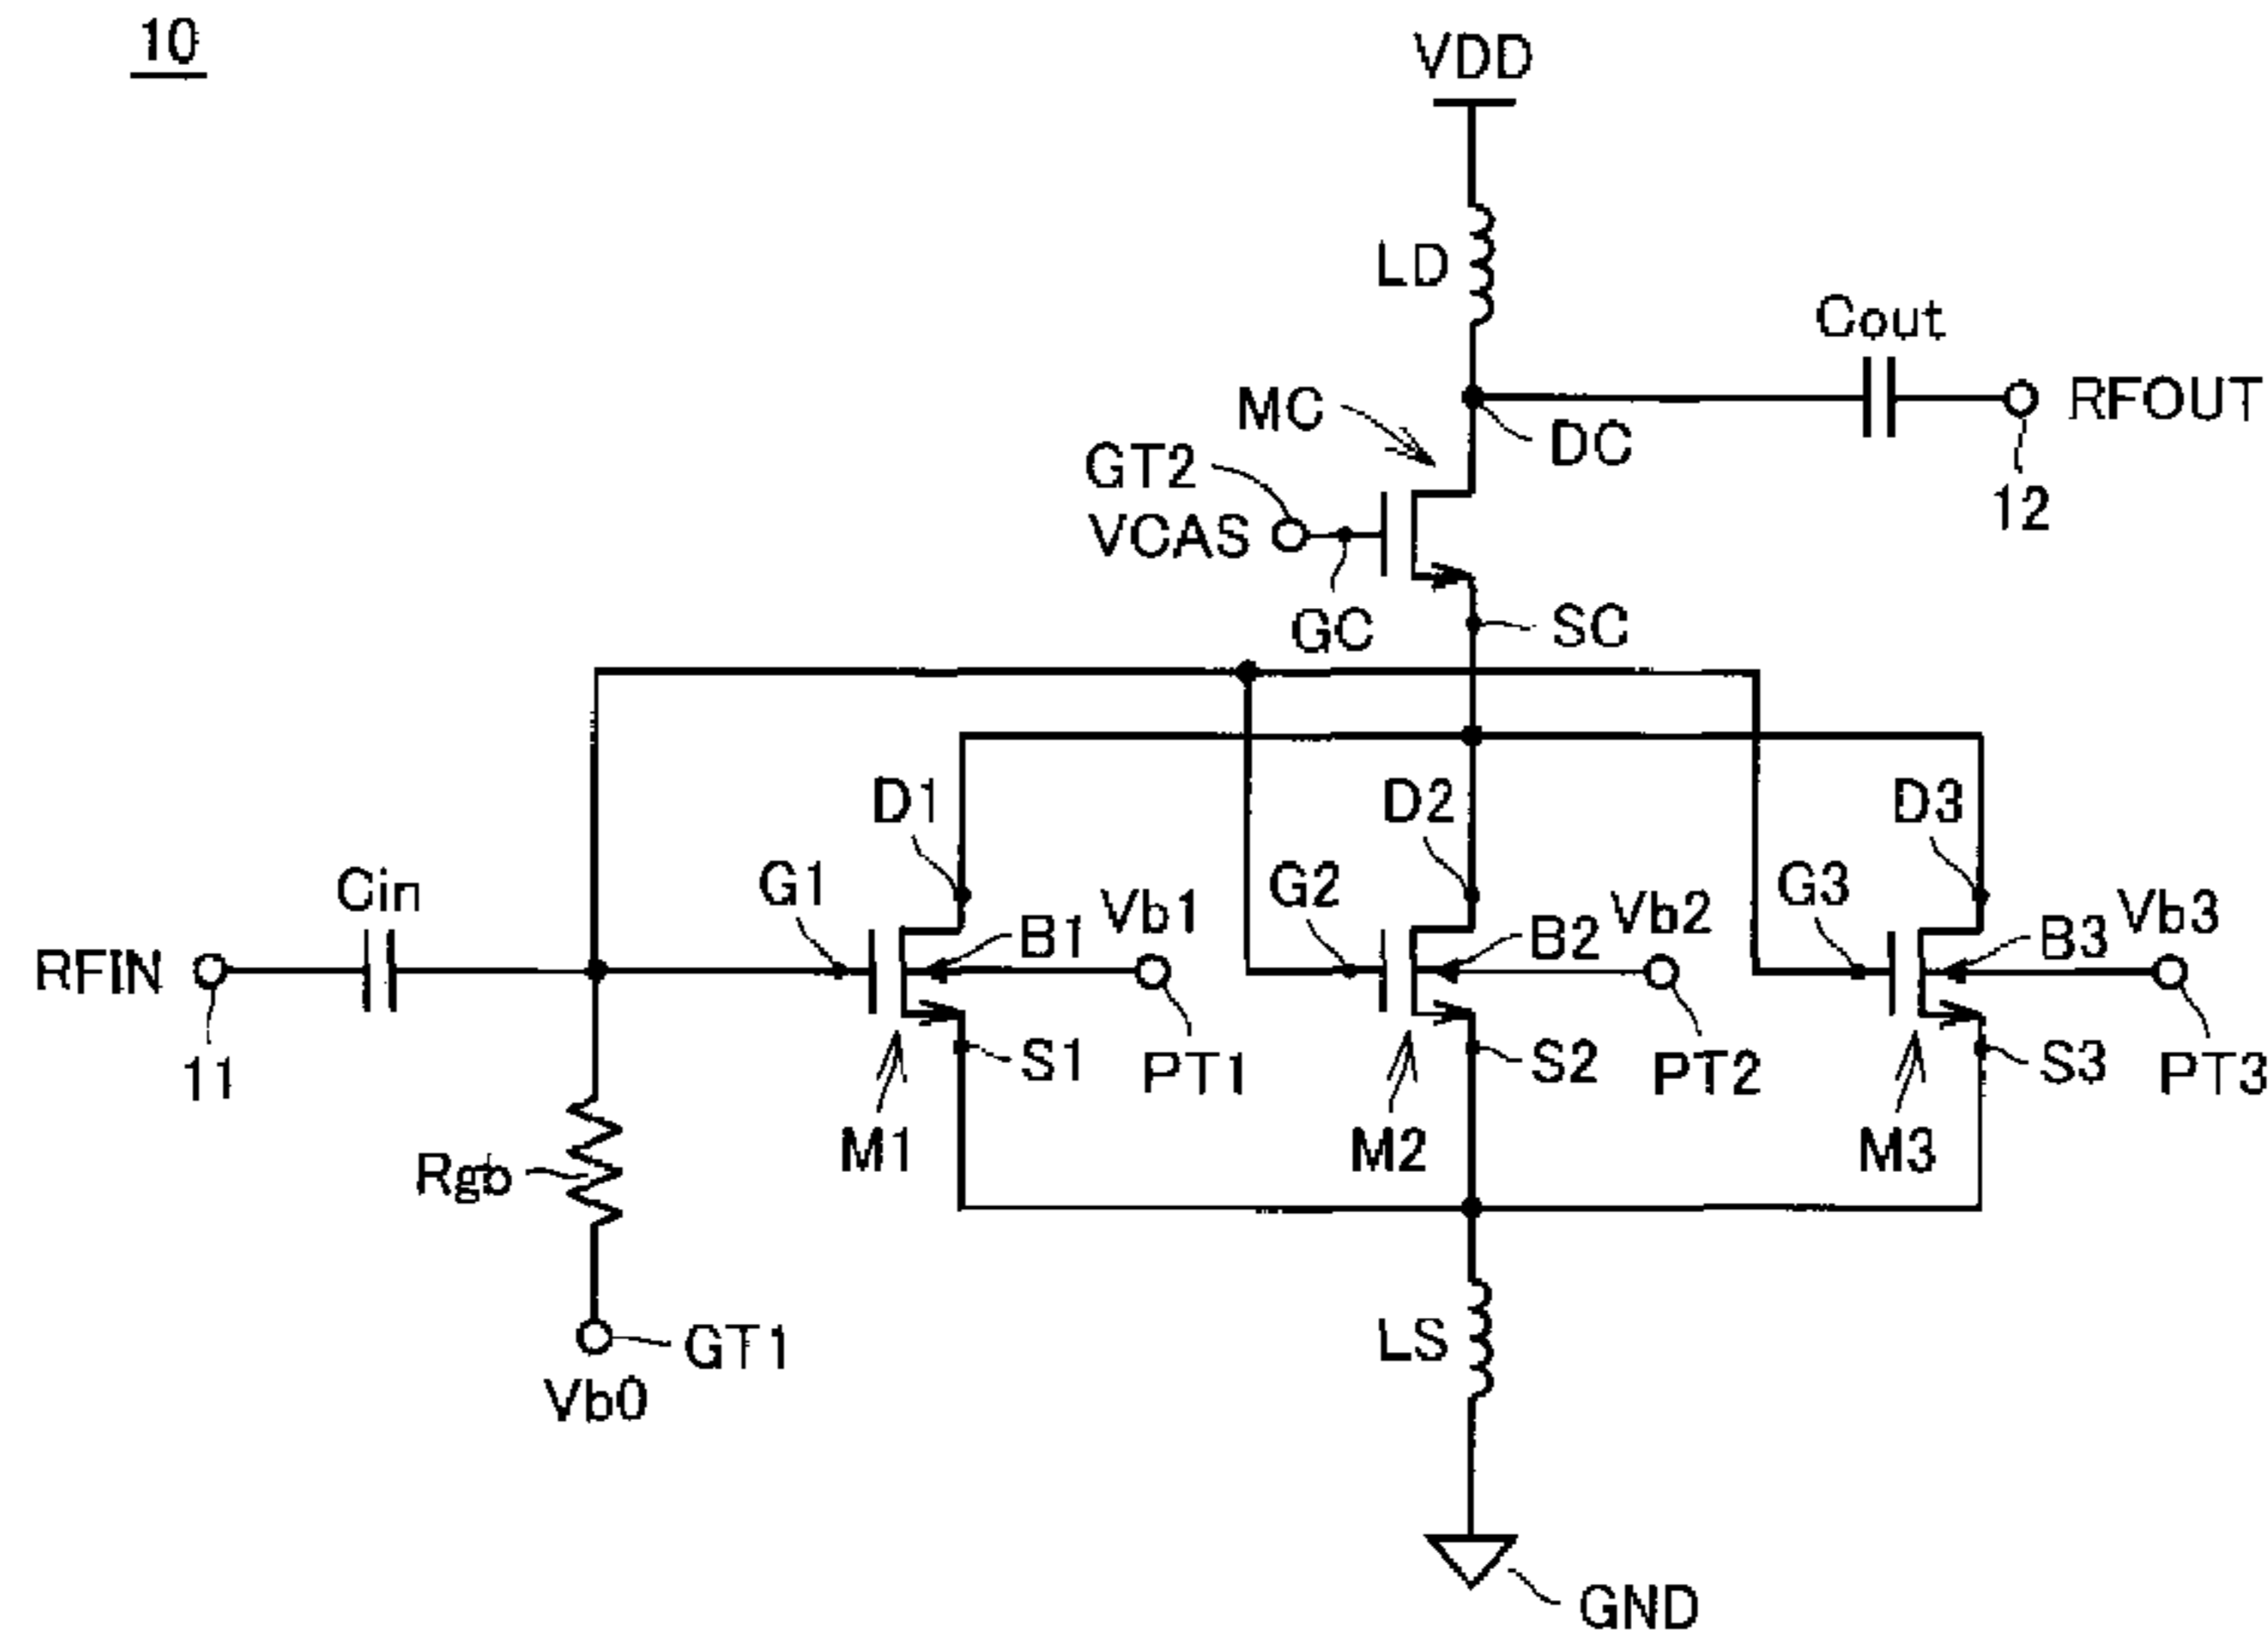 10
VDD
LD
Cout
MC
DC
RFOUT
GT2
12
VCAS
GC
SC
D1
D2
D3
Cin
G1
Vb1
G2
Vb2
G3
Vb3
B1
B2
B3
RFIN
11
S1
PT1
S2
PT2
S3
PT3
M1
M2
M3
Rgb
GT1
LS
Vb0
GND